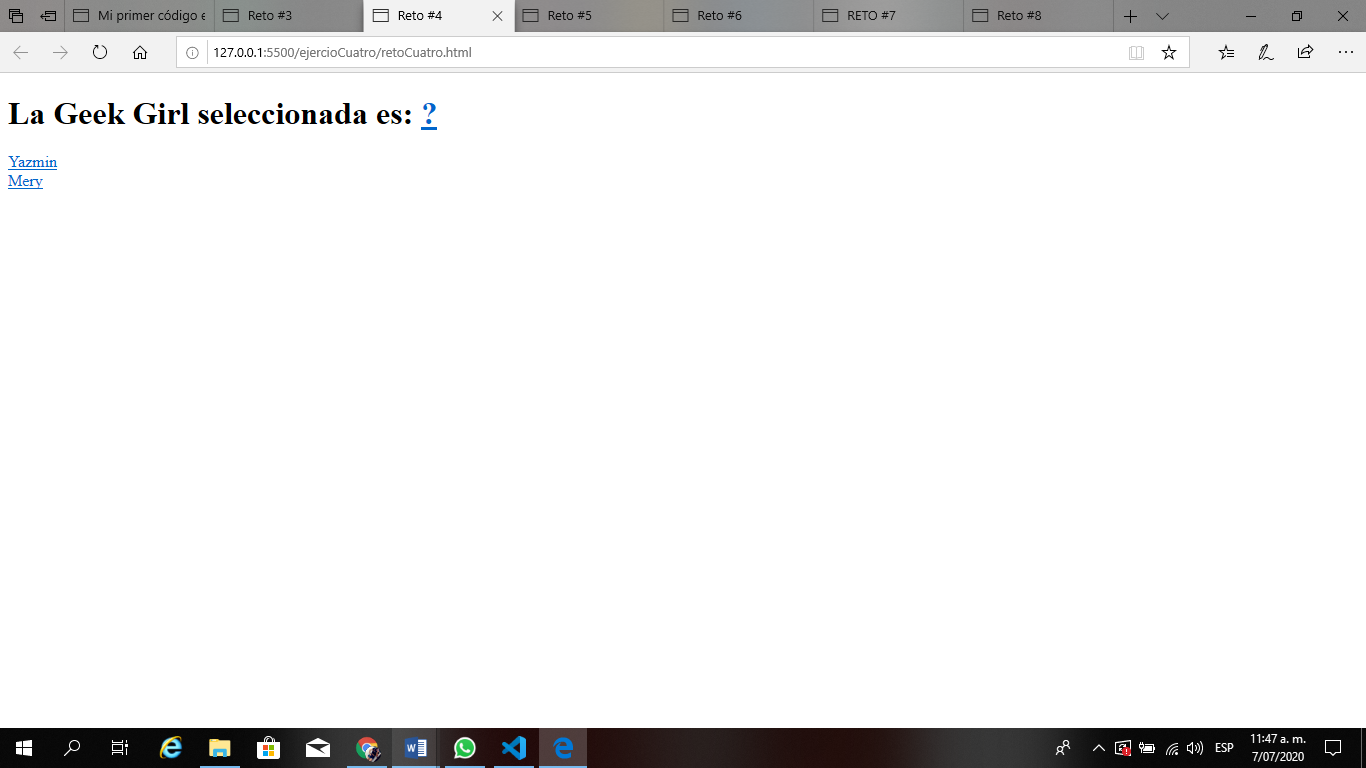 Mi primer código e
Reto #3
Reto #4
Reto #5
Reto #6
RETO #7
Reto #8
127.0.0.1:5500/ejercioCuatro/retoCuatro.html
La Geek Girl seleccionada es: ?
Yazmin
Mery
ESP
11:47 a. m.
7/07/2020